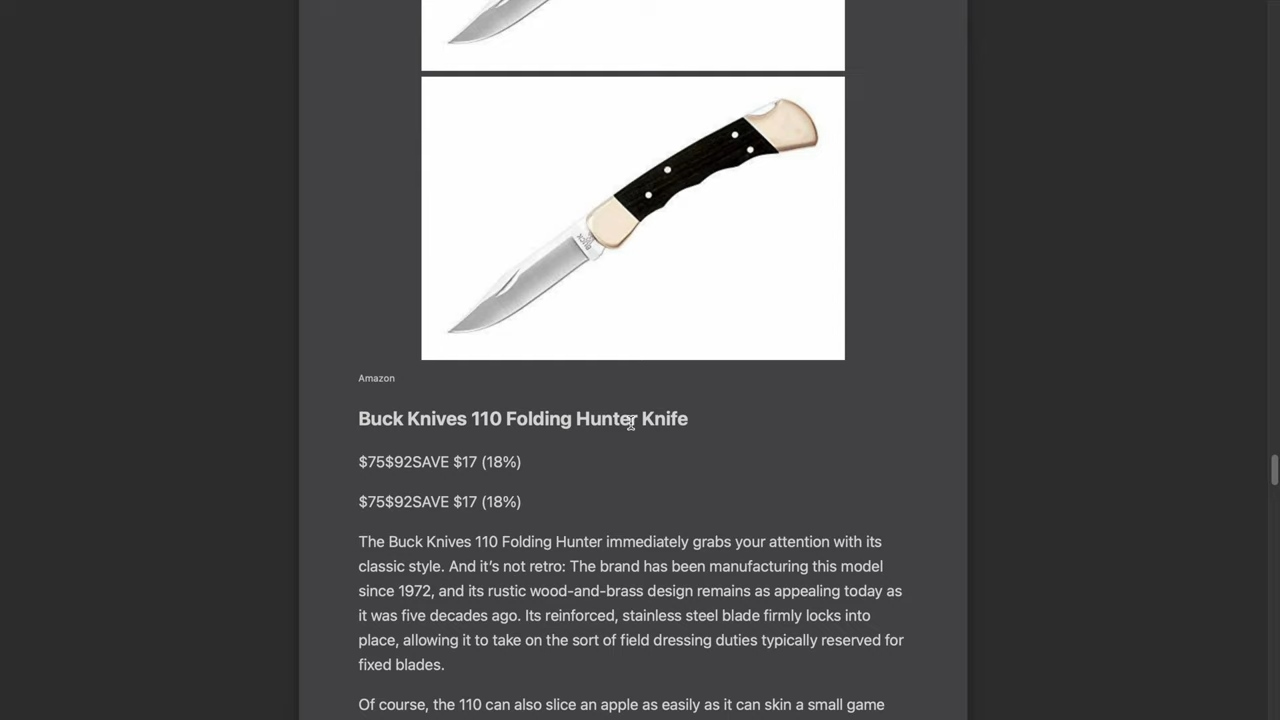 BUCK
Amazon
Buck Knives 110 Folding Hunter Knife
$75$92SAVE $17 (18%)
$75$92SAVE $17 (18%)
The Buck Knives 110 Folding Hunter immediately grabs your attention with its
classic style. And it’s not retro: The brand has been manufacturing this model
since 1972, and its rustic wood-and-brass design remains as appealing today as
it was five decades ago. Its reinforced, stainless steel blade firmly locks into
place, allowing it to take on the sort of field dressing duties typically reserved for
fixed blades.
Of course, the 110 can also slice an apple as easily as it can skin a small game